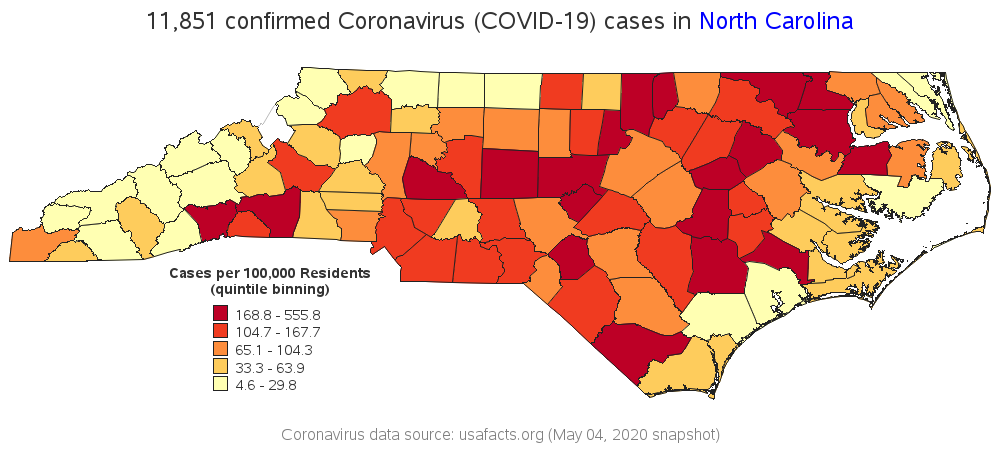 11,851 confirmed Coronavirus (COVID-19) cases in North Carolina
Cases per 100,000 Residents
(quintile binning)
168.8 - 555.8
104.7 - 167.7
65.1 - 104.3
33.3 - 63.9
4.6 - 29.8
Coronavirus data source: usafacts.org (May 04, 2020 snapshot)